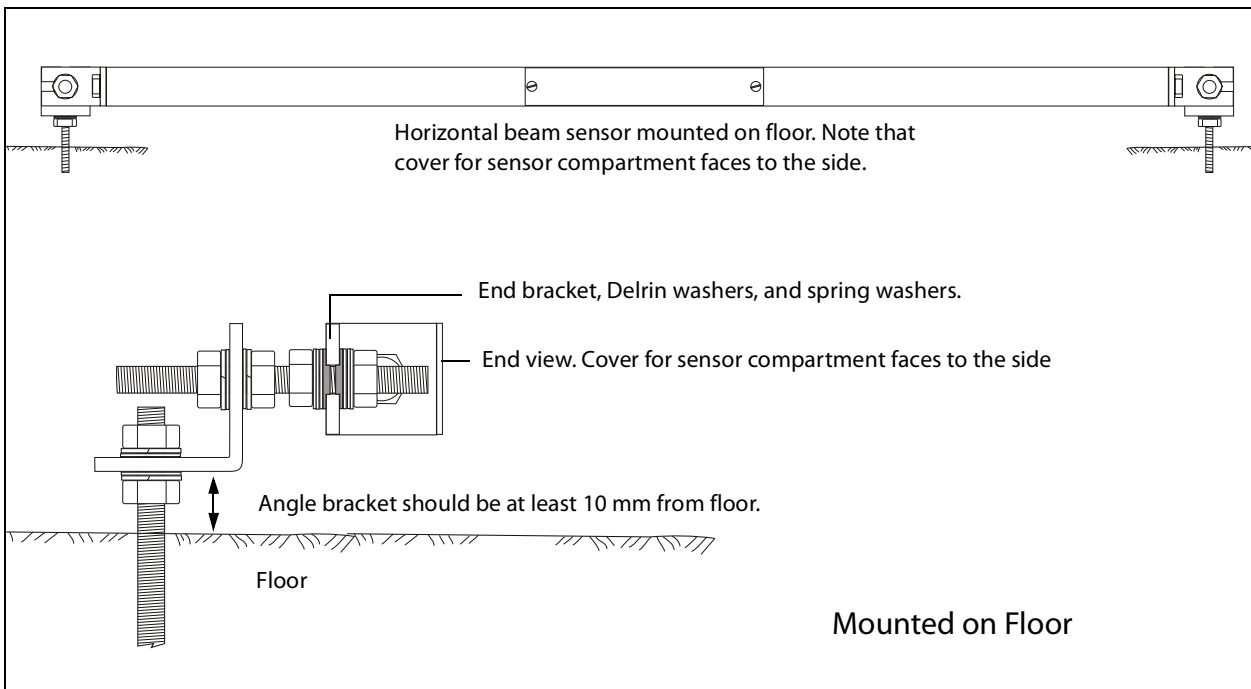 Horizontal beam sensor mounted on floor. Note that
cover for sensor compartment faces to the side.
End bracket, Delrin washers, and spring washers.
End view. Cover for sensor compartment faces to the side
Angle bracket should be at least 10 mm from floor.
Floor
Mounted on Floor